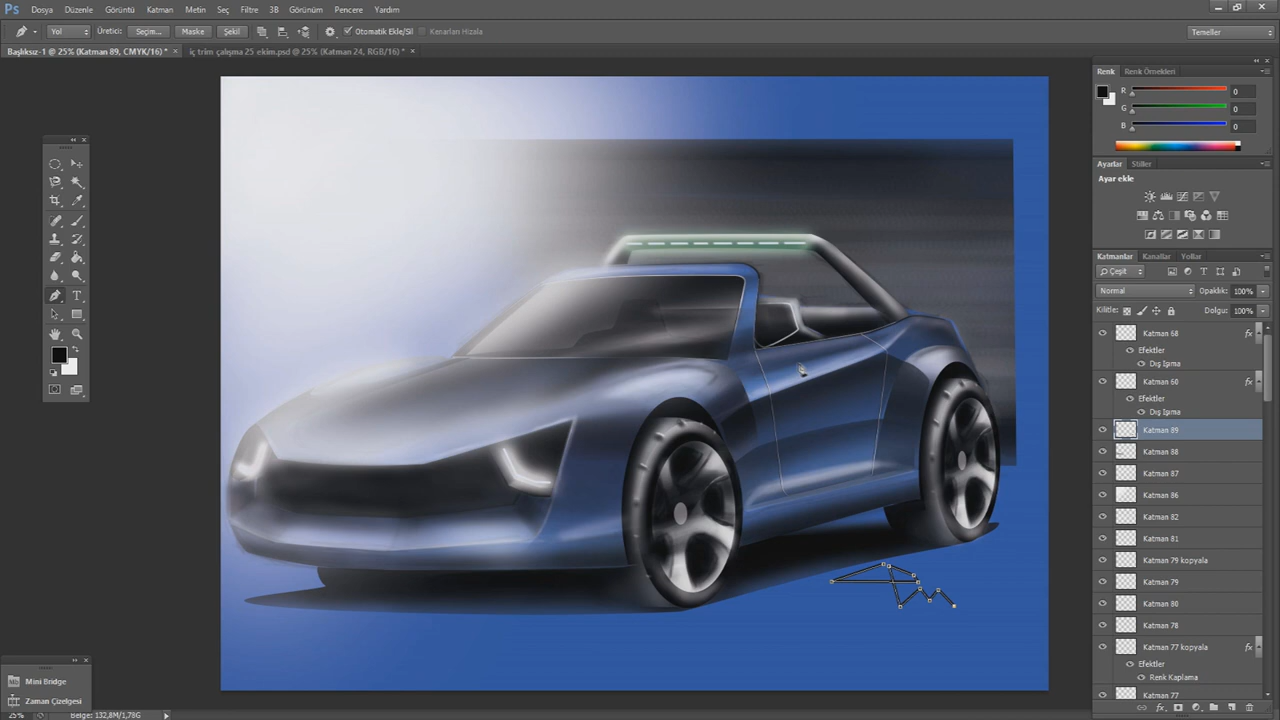 Ps Dosya Düzenle Görüntü Katman Metin Seç Filtre 3B Görünüm Pencere Yardım
Yol Üretici: Seçim... Maske Şekil Otomatik Ekle/Sil Kenarları Hizala Temeller
Başlıksız-1 @ 25% (Katman 89, CMYK/16) * × iç trim çalışma 25 ekim.psd @ 25% (Katman 24, RGB/16) * ×
Renk Renk Örnekleri
R 0
G 0
B 0
Ayarlar Stiller
Ayar ekle
Katmanlar Kanallar Yollar
Çeşit
Normal Opaklık: 100%
Kilitle: Dolgu: 100%
Katman 68 fx
Efektler
Dış Işıma
Katman 60 fx
Efektler
Dış Işıma
Katman 89
Katman 88
Katman 87
Katman 86
Katman 82
Katman 81
Katman 79 kopyala
Katman 79
Katman 80
Katman 78
Katman 77 kopyala fx
Efektler
Renk Kaplama
Katman 77
Mini Bridge
Zaman Çizelgesi
25% Belge: 132,8M/1,78G